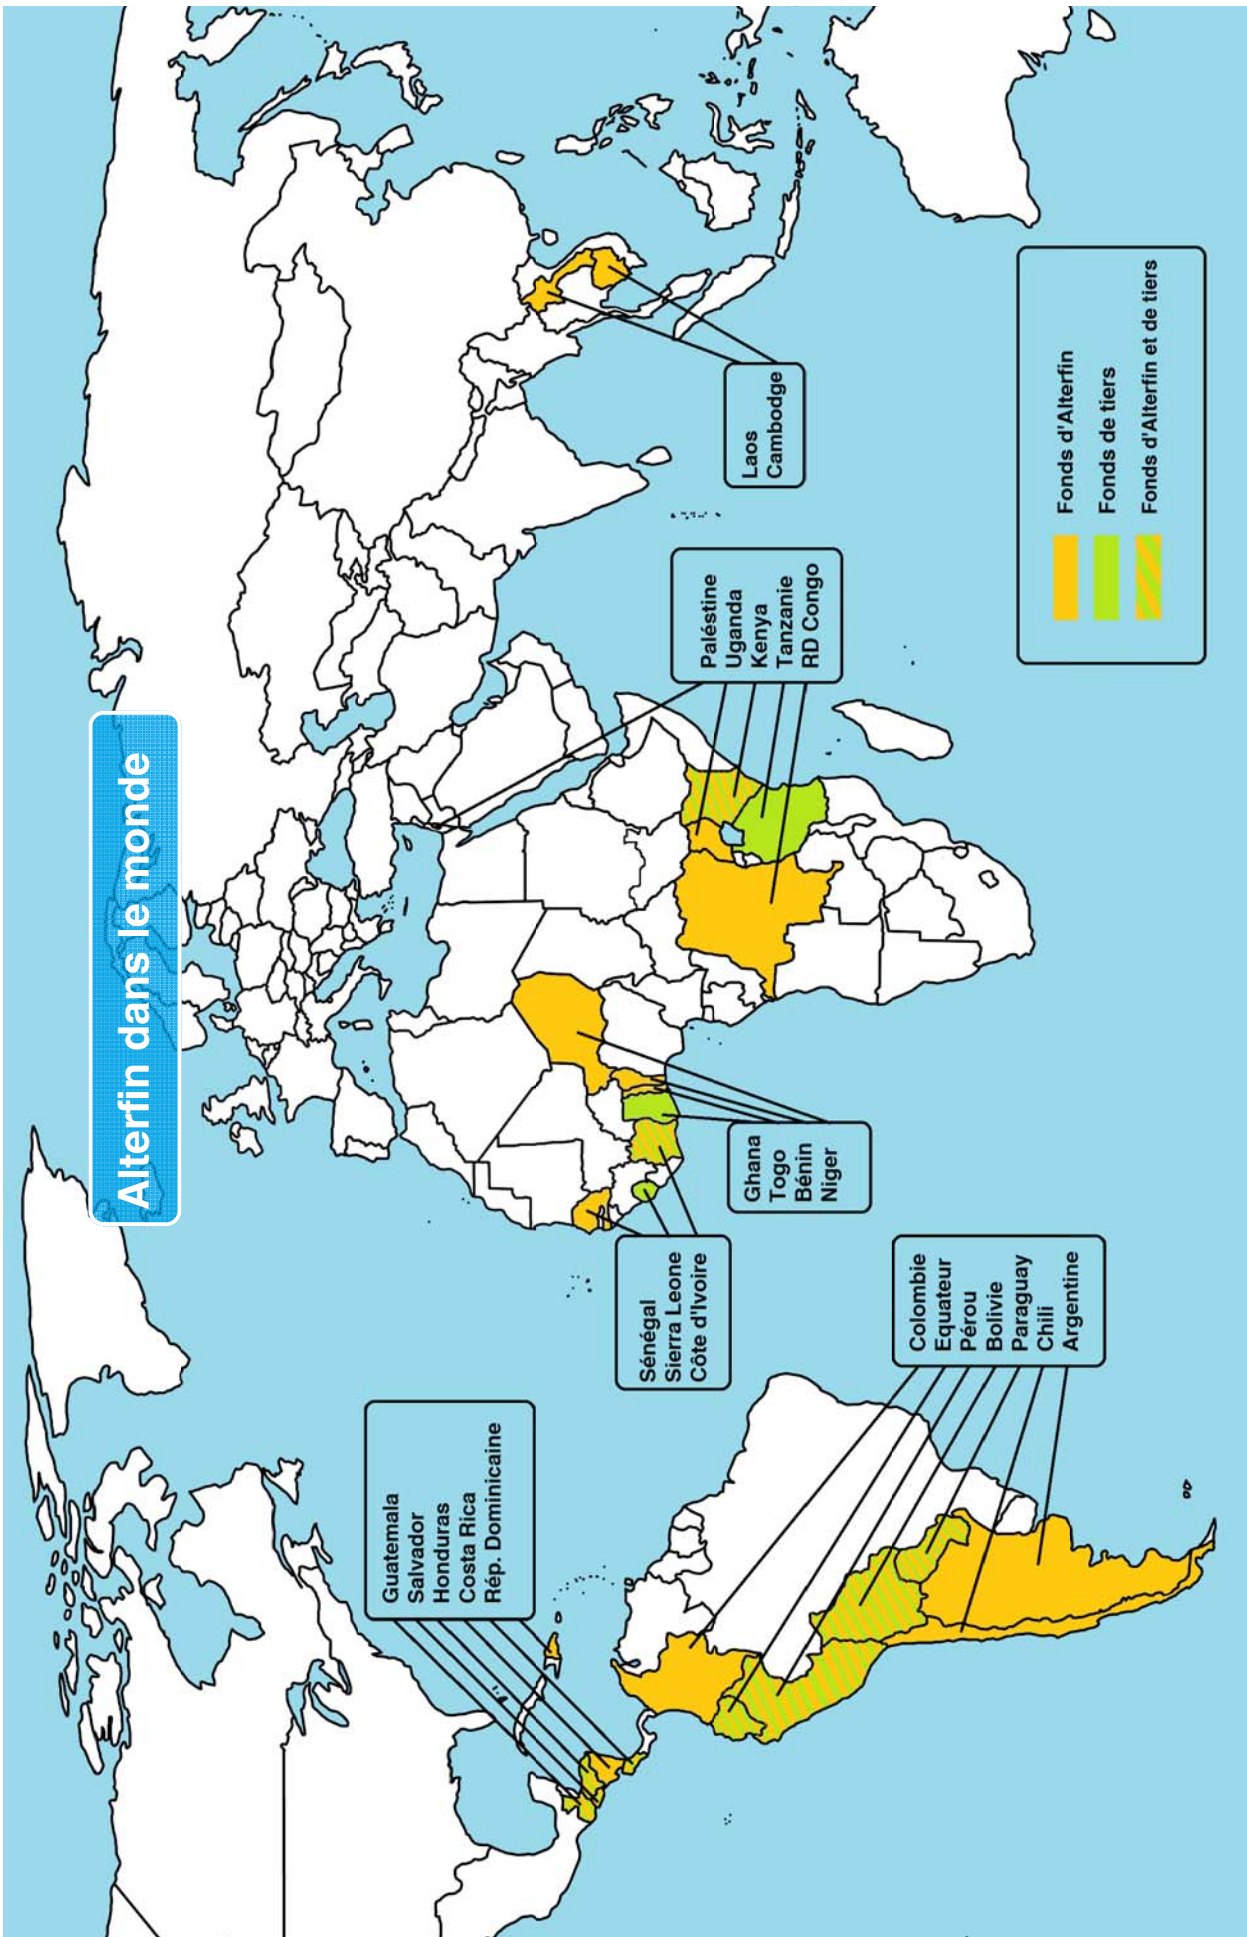 Alterfin dans le monde
Guatemala
Salvador
Honduras
Costa Rica
Rép. Dominicaine
Colombie
Equateur
Pérou
Bolivie
Paraguay
Chili
Argentine
Sénégal
Sierra Leone
Côte d'Ivoire
Ghana
Togo
Bénin
Niger
Paléstine
Uganda
Kenya
Tanzanie
RD Congo
Laos
Cambodge
Fonds d'Alterfin
Fonds de tiers
Fonds d'Alterfin et de tiers